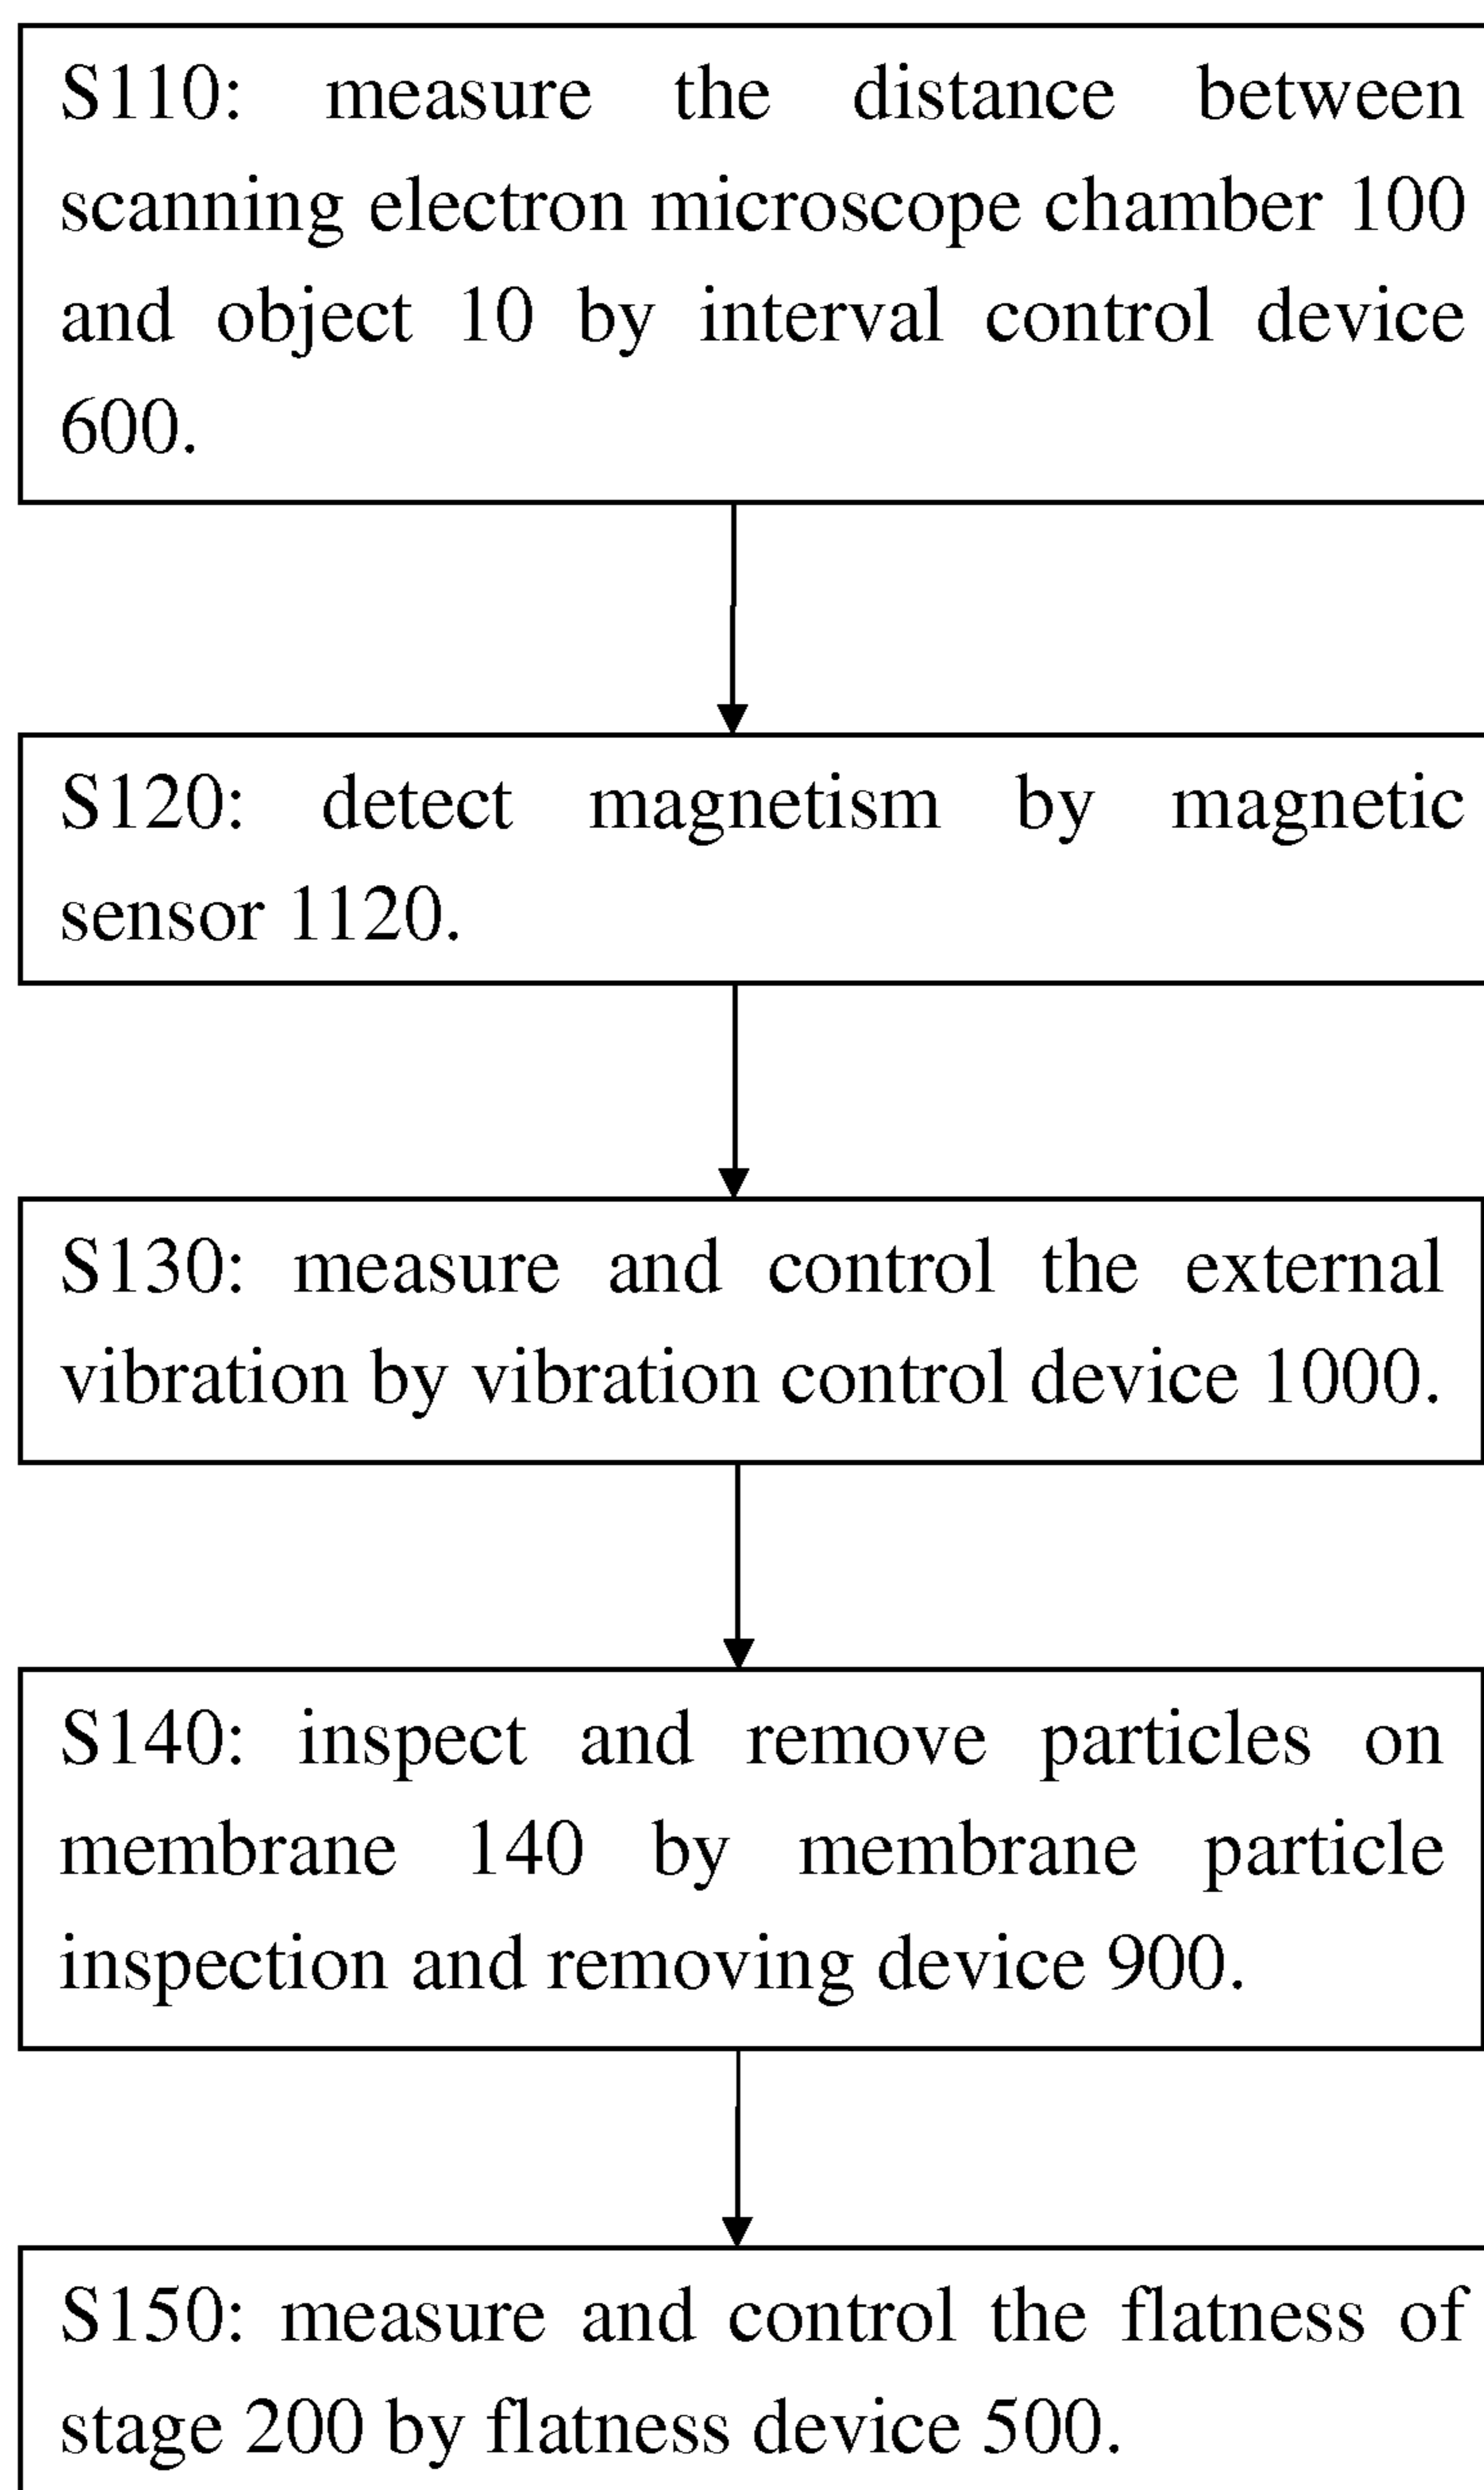 S110: measure the distance between
scanning electron microscope chamber 100
and object 10 by interval control device
600.
S120: detect magnetism by magnetic
sensor 1120.
S130: measure and control the external
vibration by vibration control device 1000.
S140: inspect and remove particles on
membrane 140 by membrane particle
inspection and removing device 900.
S150: measure and control the flatness of
stage 200 by flatness device 500.